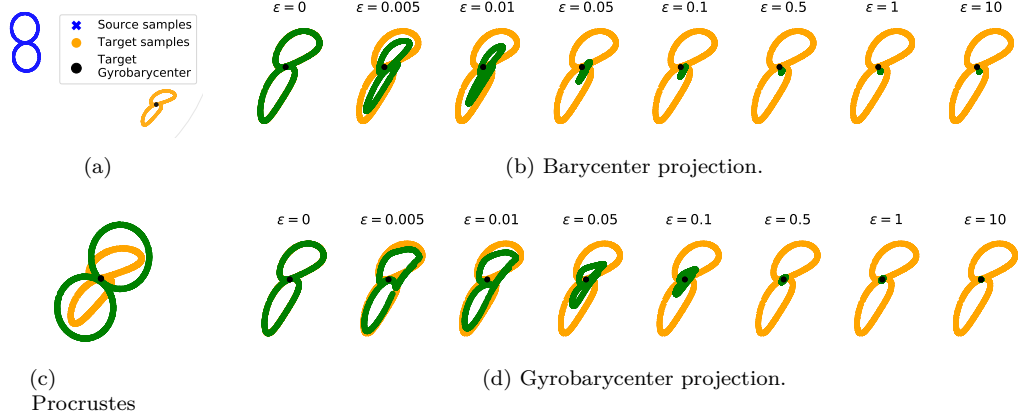 Source samples
Target samples
Target
Gyrobarycenter
(a)
ε = 0
ε = 0.005
ε = 0.01
ε = 0.05
ε = 0.1
ε = 0.5
ε = 1
ε = 10
(b) Barycenter projection.
(c)
Procrustes
ε = 0
ε = 0.005
ε = 0.01
ε = 0.05
ε = 0.1
ε = 0.5
ε = 1
ε = 10
(d) Gyrobarycenter projection.